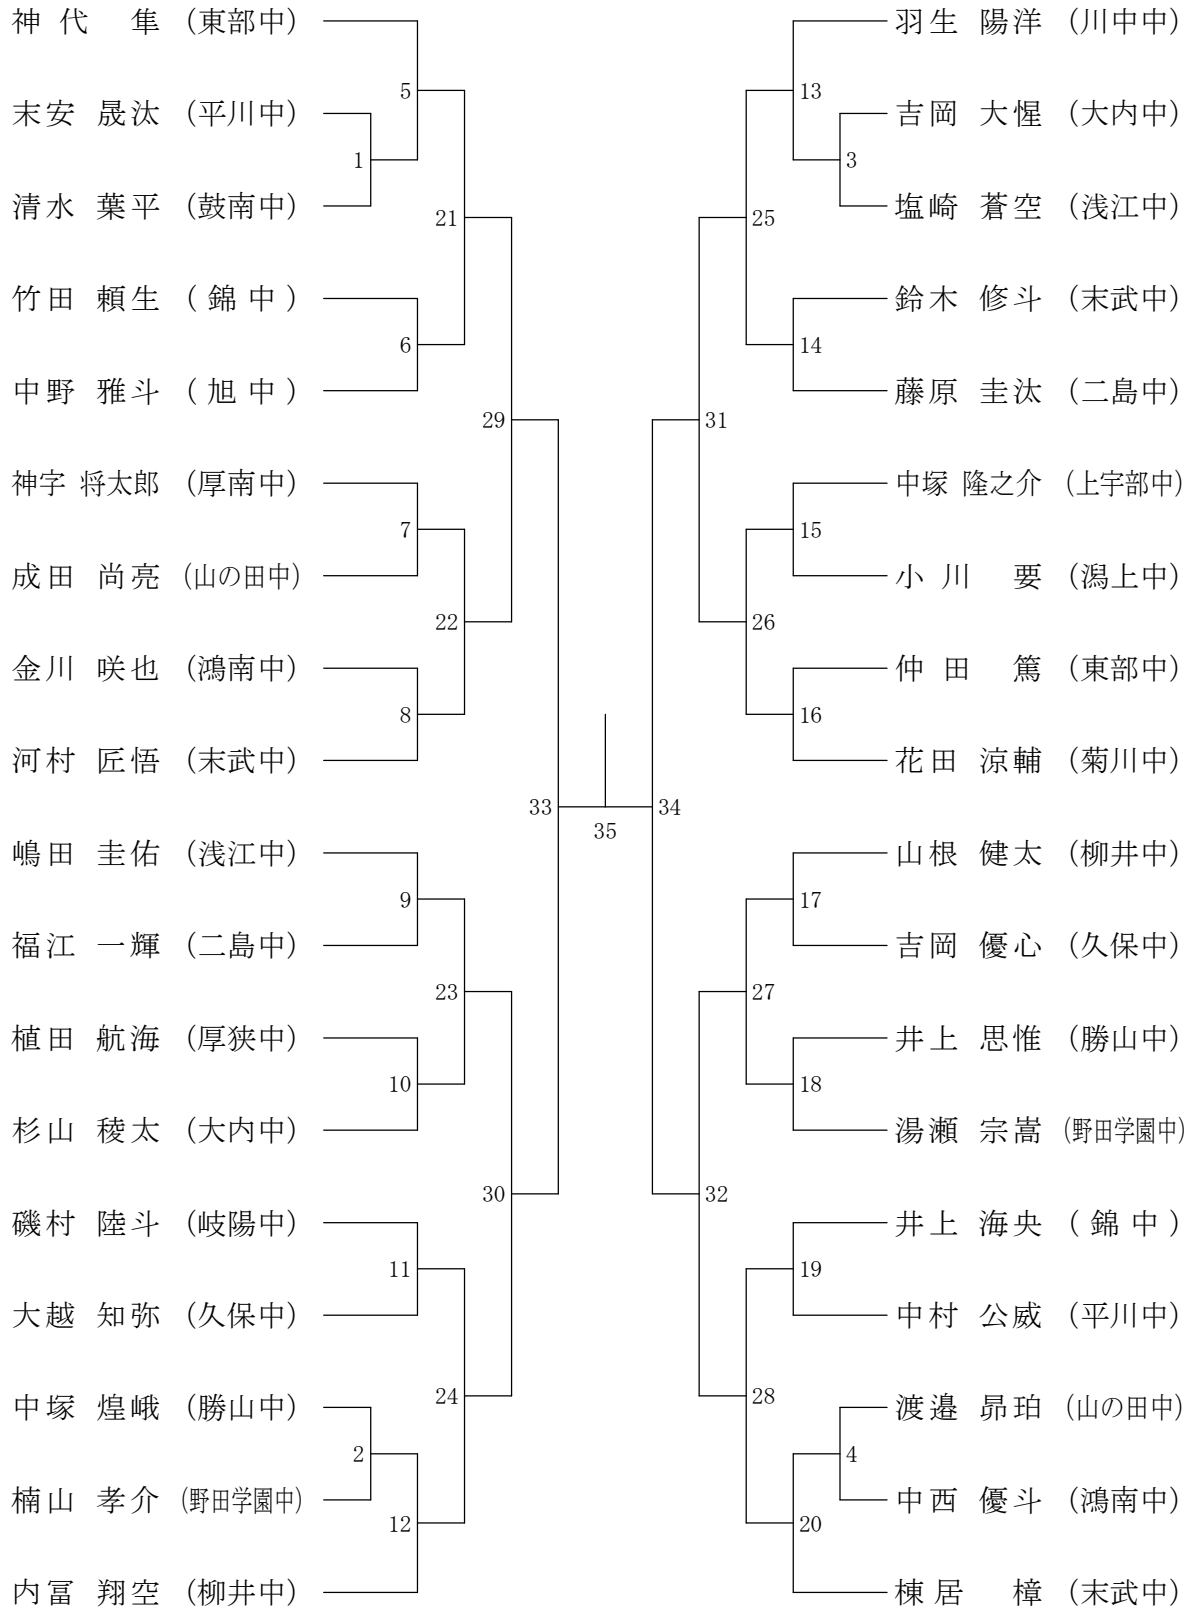 神代 隼 (東部中)
5
末安 晟汰 (平川中)
1
清水 葉平 (鼓南中)
21
竹田 頼生 (錦中)
6
中野 雅斗 (旭中)
29
神字 将太郎 (厚南中)
7
成田 尚亮 (山の田中)
22
金川 咲也 (鴻南中)
8
河村 匠悟 (末武中)
33
嶋田 圭佑 (浅江中)
9
福江 一輝 (二島中)
23
植田 航海 (厚狭中)
10
杉山 稜太 (大内中)
30
磯村 陸斗 (岐陽中)
11
大越 知弥 (久保中)
24
中塚 煌峨 (勝山中)
2
楠山 孝介 (野田学園中)
12
内冨 翔空 (柳井中)
35
羽生 陽洋 (川中中)
13
吉岡 大惺 (大内中)
3
塩崎 蒼空 (浅江中)
25
鈴木 修斗 (末武中)
14
藤原 圭汰 (二島中)
31
中塚 隆之介 (上宇部中)
15
小川 要 (潟上中)
26
仲田 篤 (東部中)
16
花田 涼輔 (菊川中)
34
山根 健太 (柳井中)
17
吉岡 優心 (久保中)
27
井上 思惟 (勝山中)
18
湯瀬 宗嵩 (野田学園中)
32
井上 海央 (錦中)
19
中村 公威 (平川中)
28
渡邉 昴珀 (山の田中)
4
中西 優斗 (鴻南中)
20
棟居 樟 (末武中)